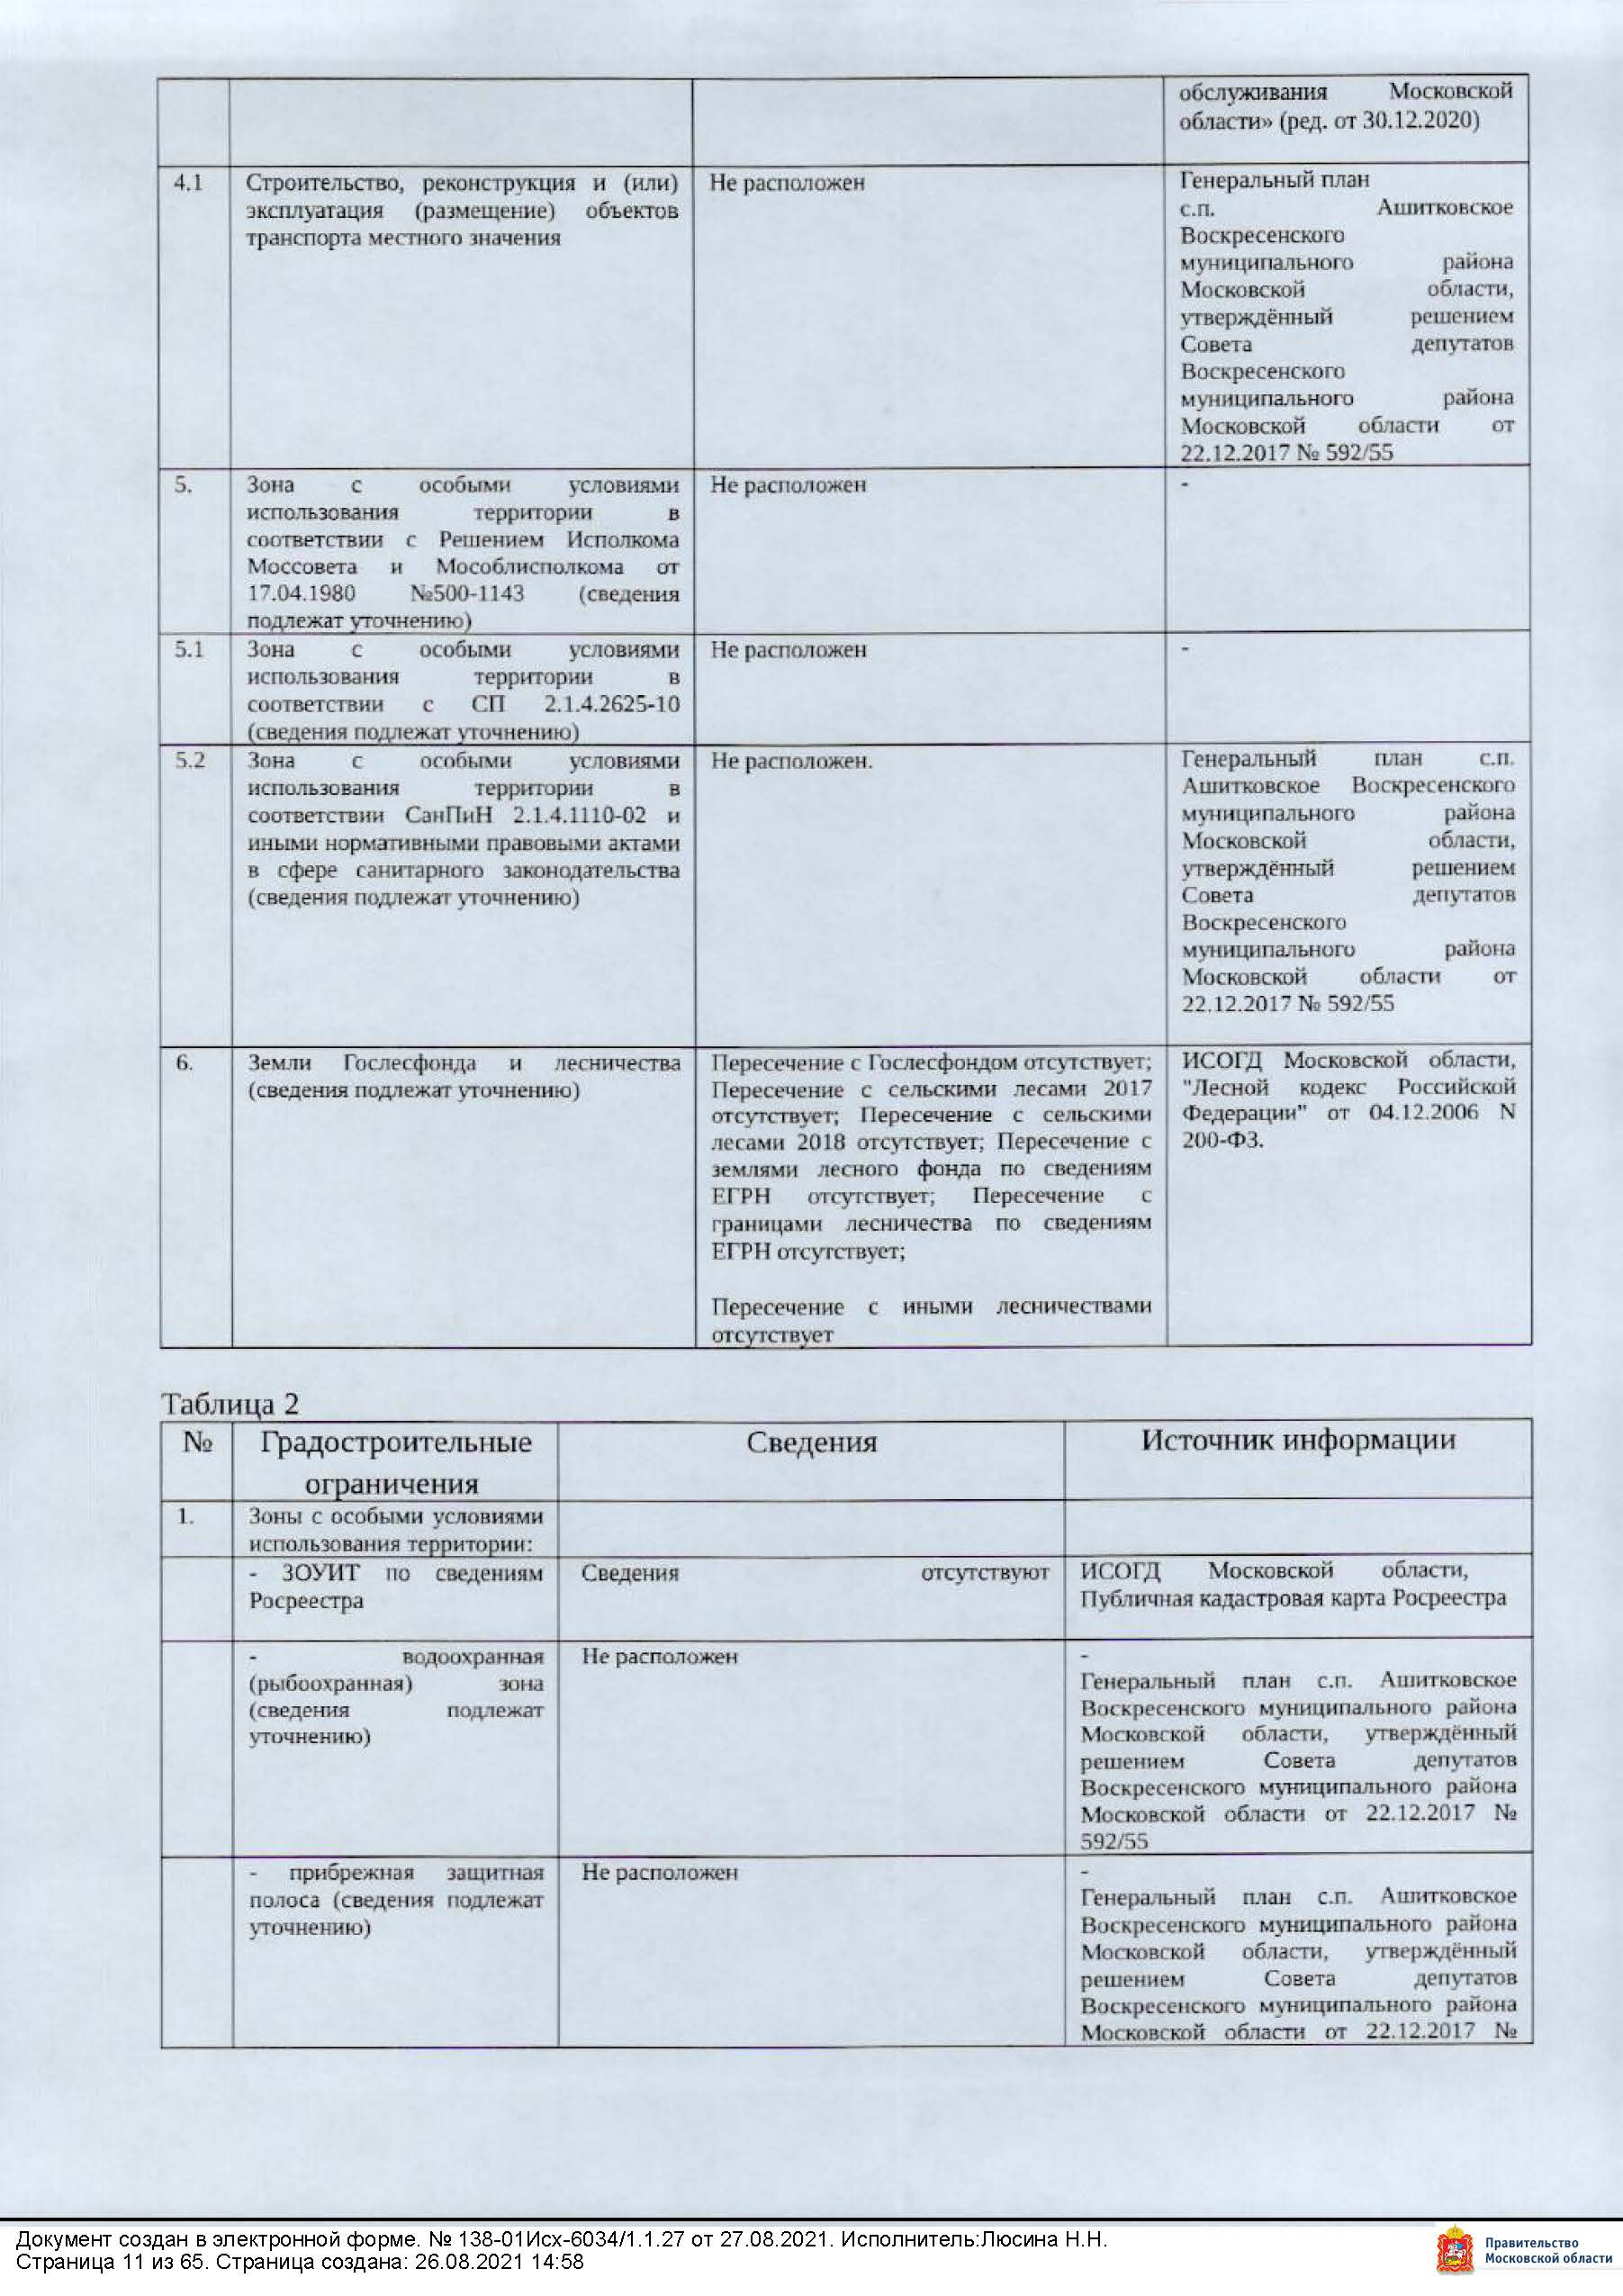 обслуживания Московской
области» (ред. от 30.12.2020)
4.1
Строительство, реконструкция и (или)
эксплуатация (размещение) объектов
транспорта местного значения
Не расположен
Генеральный план
с.п. Ашитковское
Воскресенского
муниципального района
Московской области,
утверждённый решением
Совета депутатов
Воскресенского
муниципального района
Московской области от
22.12.2017 № 592/55
5.
Зона с особыми условиями
использования территории в
соответствии с Решением Исполкома
Моссовета и Мособлисполкома от
17.04.1980 №500-1143 (сведения
подлежат уточнению)
Не расположен
-
5.1
Зона с особыми условиями
использования территории в
соответствии с СП 2.1.4.2625-10
(сведения подлежат уточнению)
Не расположен
-
5.2
Зона с особыми условиями
использования территории в
соответствии СанПиН 2.1.4.1110-02 и
иными нормативными правовыми актами
в сфере санитарного законодательства
(сведения подлежат уточнению)
Не расположен.
Генеральный план с.п.
Ашитковское Воскресенского
муниципального района
Московской области,
утверждённый решением
Совета депутатов
Воскресенского
муниципального района
Московской области от
22.12.2017 № 592/55
6.
Земли Гослесфонда и лесничества
(сведения подлежат уточнению)
Пересечение с Гослесфондом отсутствует;
Пересечение с сельскими лесами 2017
отсутствует; Пересечение с сельскими
лесами 2018 отсутствует; Пересечение с
землями лесного фонда по сведениям
ЕГРН отсутствует; Пересечение с
границами лесничества по сведениям
ЕГРН отсутствует;
Пересечение с иными лесничествами
отсутствует
ИСОГД Московской области,
"Лесной кодекс Российской
Федерации" от 04.12.2006 N
200-ФЗ.
Таблица 2
№
Градостроительные
ограничения
Сведения
Источник информации
1.
Зоны с особыми условиями
использования территории:
- ЗОУИТ по сведениям
Росреестра
Сведения отсутствуют
ИСОГД Московской области,
Публичная кадастровая карта Росреестра
- водоохранная
(рыбоохранная) зона
(сведения подлежат
уточнению)
Не расположен
-
Генеральный план с.п. Ашитковское
Воскресенского муниципального района
Московской области, утверждённый
решением Совета депутатов
Воскресенского муниципального района
Московской области от 22.12.2017 №
592/55
- прибрежная защитная
полоса (сведения подлежат
уточнению)
Не расположен
-
Генеральный план с.п. Ашитковское
Воскресенского муниципального района
Московской области, утверждённый
решением Совета депутатов
Воскресенского муниципального района
Московской области от 22.12.2017 №
Документ создан в электронной форме. № 138-01Исх-6034/1.1.27 от 27.08.2021. Исполнитель:Люсина Н.Н.
Страница 11 из 65. Страница создана: 26.08.2021 14:58
Правительство
Московской области